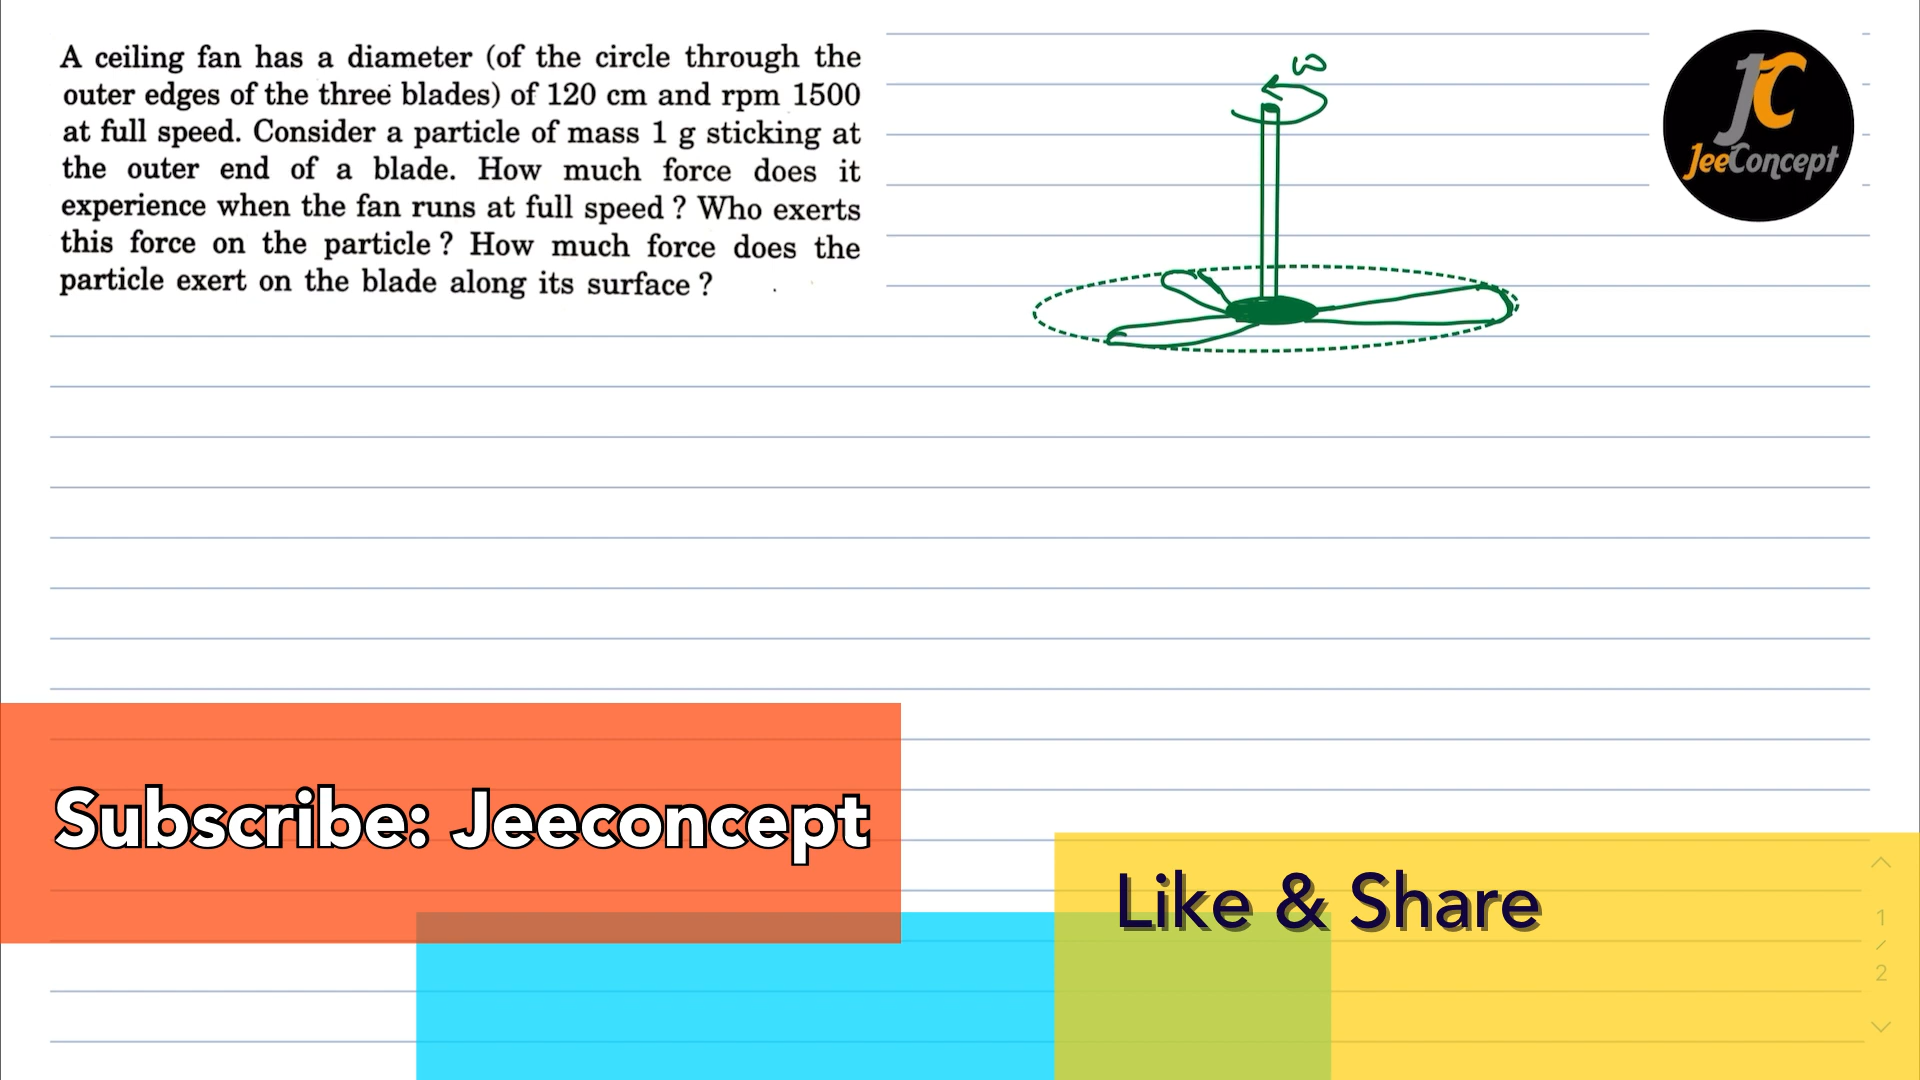 A ceiling fan has a diameter (of the circle through the
outer edges of the three blades) of 120 cm and rpm 1500
at full speed. Consider a particle of mass 1 g sticking at
the outer end of a blade. How much force does it
experience when the fan runs at full speed ? Who exerts
this force on the particle ? How much force does the
particle exert on the blade along its surface ?
ω
JC
JeeConcept
Subscribe: Jeeconcept
Like & Share
1
/
2